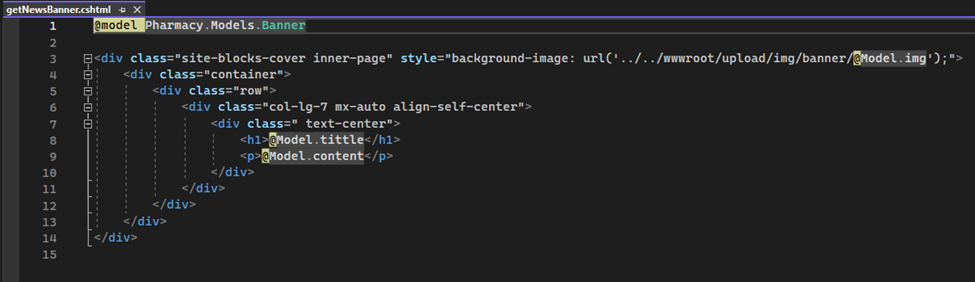 getNewsBanner.cshtml
1 @model Pharmacy.Models.Banner
2
3 <div class="site-blocks-cover inner-page" style="background-image: url('../../wwwroot/upload/img/banner/@Model.img');">
4 <div class="container">
5 <div class="row">
6 <div class="col-lg-7 mx-auto align-self-center">
7 <div class=" text-center">
8 <h1>@Model.tittle</h1>
9 <p>@Model.content</p>
10 </div>
11 </div>
12 </div>
13 </div>
14 </div>
15